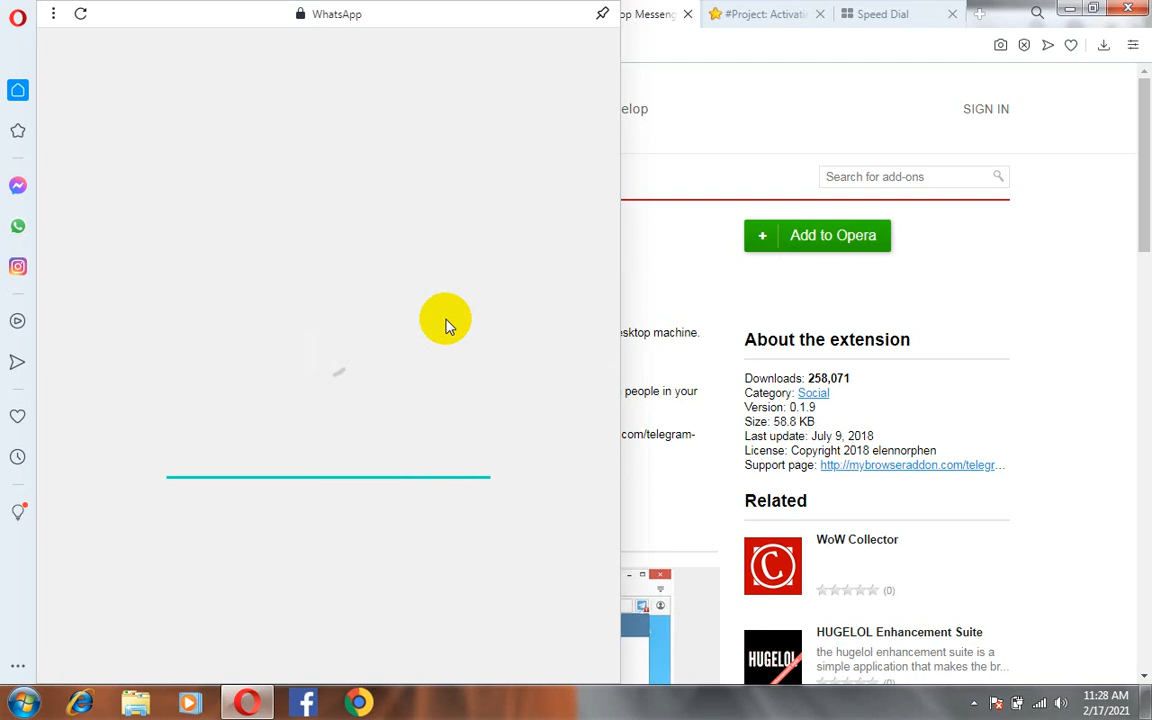 WhatsApp
op Messeng
#Project: Activati
Speed Dial
elop
SIGN IN
Search for add-ons
+ Add to Opera
esktop machine.
About the extension
Downloads: 258,071
people in your
Category: Social
Version: 0.1.9
Size: 58.8 KB
com/telegram-
Last update: July 9, 2018
License: Copyright 2018 elennorphen
Support page: http://mybrowseraddon.com/telegr...
Related
WoW Collector
(0)
HUGELOL Enhancement Suite
the hugelol enhancement suite is a
simple application that makes the br...
HUGELOL
(0)
11:28 AM
2/17/2021